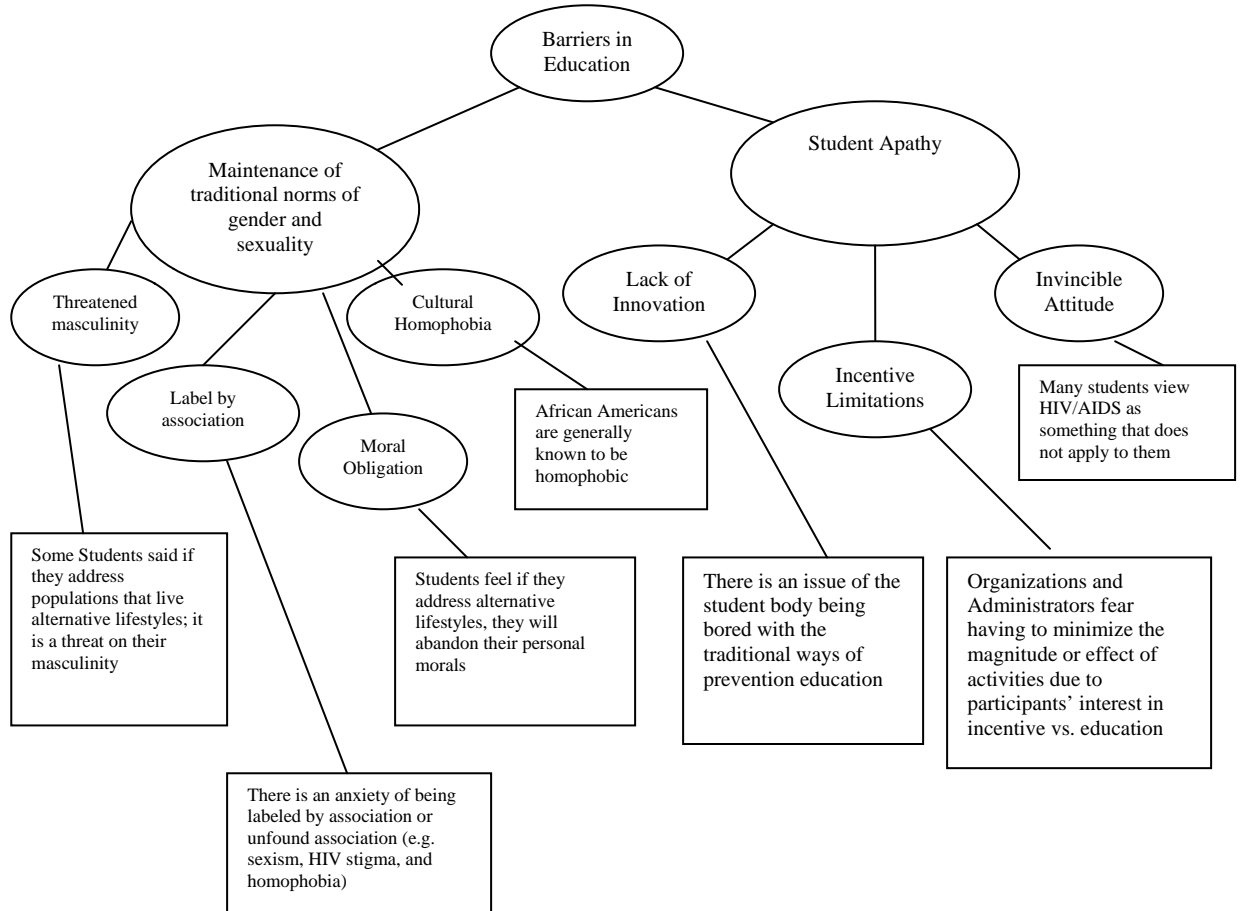 Barriers in
Education
Maintenance of
traditional norms of
gender and
sexuality
Student Apathy
Threatened
masculinity
Label by
association
Moral
Obligation
Cultural
Homophobia
Lack of
Innovation
Incentive
Limitations
Invincible
Attitude
Some Students said if
they address
populations that live
alternative lifestyles; it
is a threat on their
masculinity
There is an anxiety of being
labeled by association or
unfound association (e.g.
sexism, HIV stigma, and
homophobia)
Students feel if they
address alternative
lifestyles, they will
abandon their personal
morals
African Americans
are generally
known to be
homophobic
There is an issue of the
student body being
bored with the
traditional ways of
prevention education
Organizations and
Administrators fear
having to minimize the
magnitude or effect of
activities due to
participants’ interest in
incentive vs. education
Many students view
HIV/AIDS as
something that does
not apply to them